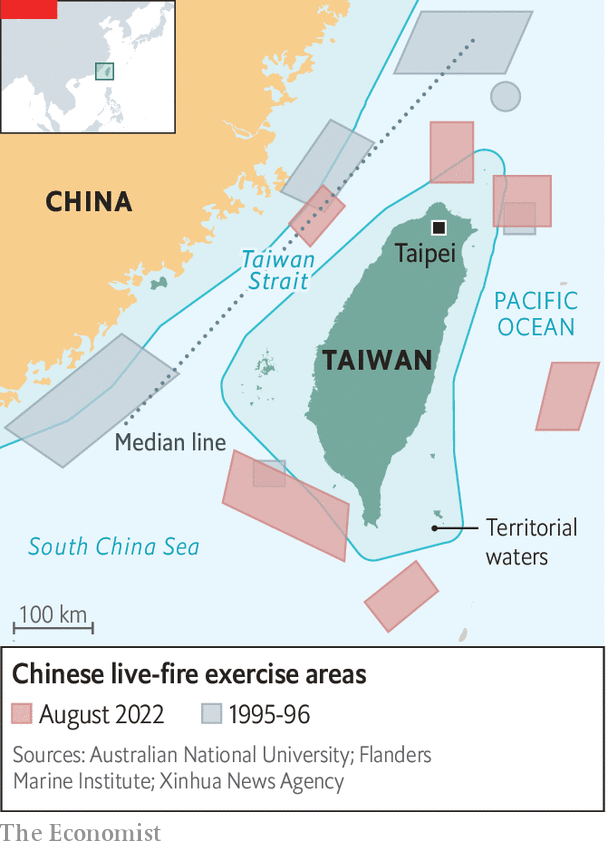 CHINA
Taiwan
Strait
Taipei
PACIFIC
OCEAN
TAIWAN
Median line
South China Sea
Territorial
waters
100 km
Chinese live-fire exercise areas
August 2022
1995-96
Sources: Australian National University; Flanders
Marine Institute; Xinhua News Agency
The Economist